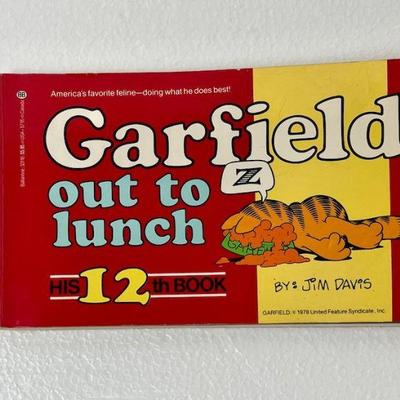 America's favorite feline—doing what he does best!
Garfield
out to
lunch
Z
HIS 12th BOOK
BY: JIM DAVIS
GARFIELD: © 1978 United Feature Syndicate, Inc.
BB